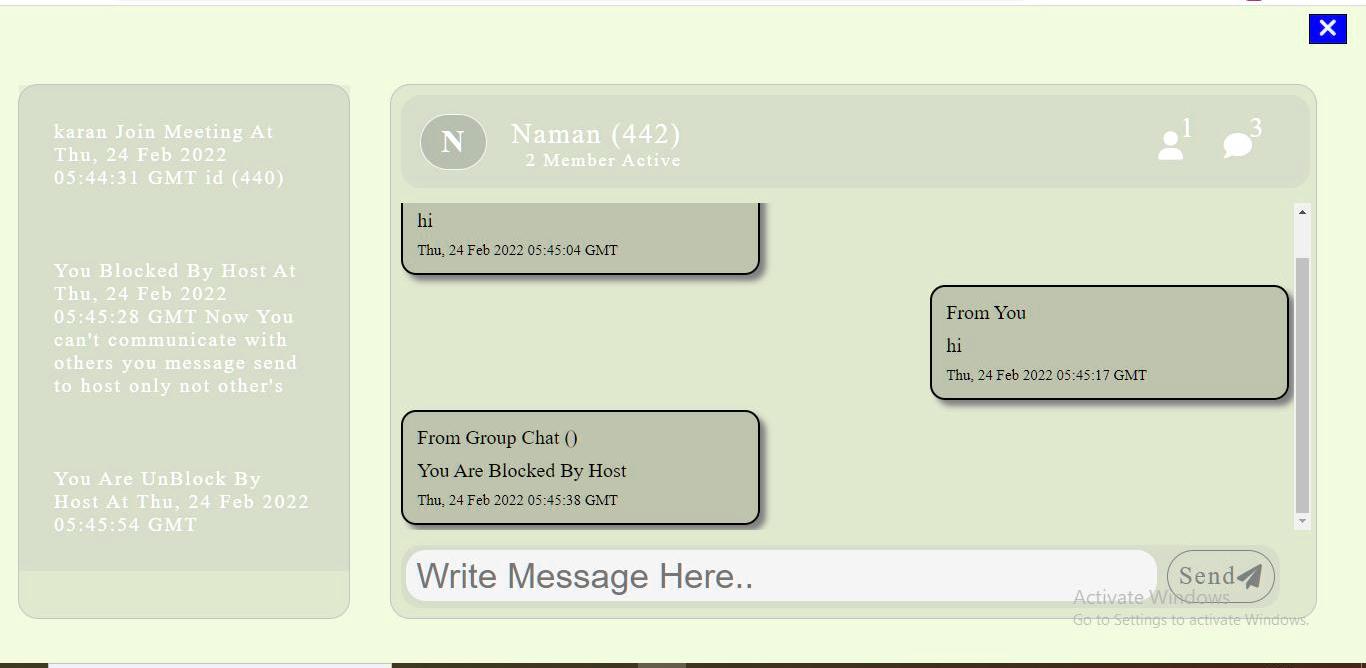 karan Join Meeting At
Thu, 24 Feb 2022
05:44:31 GMT id (440)
You Blocked By Host At
Thu, 24 Feb 2022
05:45:28 GMT Now You
can't communicate with
others you message send
to host only not other's
You Are UnBlock By
Host At Thu, 24 Feb 2022
05:45:54 GMT
N
Naman (442)
2 Member Active
1
3
hi
Thu, 24 Feb 2022 05:45:04 GMT
From You
hi
Thu, 24 Feb 2022 05:45:17 GMT
From Group Chat ()
You Are Blocked By Host
Thu, 24 Feb 2022 05:45:38 GMT
Write Message Here..
Send
Activate Windows
Go to Settings to activate Windows.